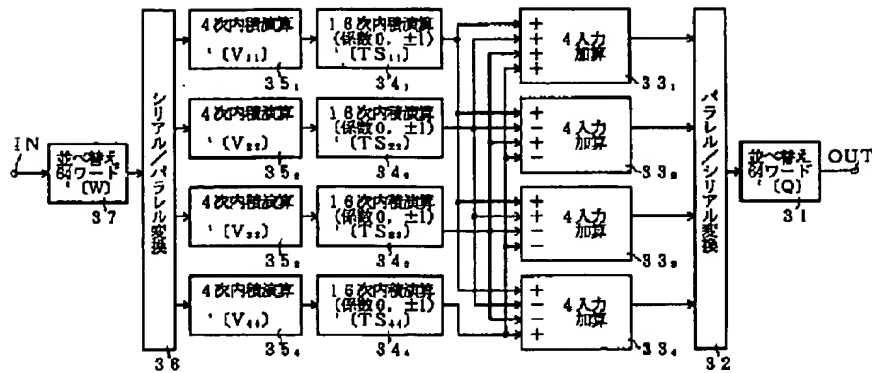 IN
並べ替え
64ワード
〔W〕
37
シリアル/パラレル変換
36
4次内積演算
〔V₁₁〕
35₁
16次内積演算
(係数0, ±1)
〔TS₁₁〕
34₁
+
+
+
+
4入力
加算
33₁
4次内積演算
〔V₂₂〕
35₂
16次内積演算
(係数0, ±1)
〔TS₂₂〕
34₂
+
−
+
−
4入力
加算
33₂
4次内積演算
〔V₃₃〕
35₃
16次内積演算
(係数0, ±1)
〔TS₃₃〕
34₃
+
+
−
−
4入力
加算
33₃
4次内積演算
〔V₄₄〕
35₄
16次内積演算
(係数0, ±1)
〔TS₄₄〕
34₄
+
−
−
+
4入力
加算
33₄
パラレル/シリアル変換
32
並べ替え
64ワード
〔Q〕
31
OUT